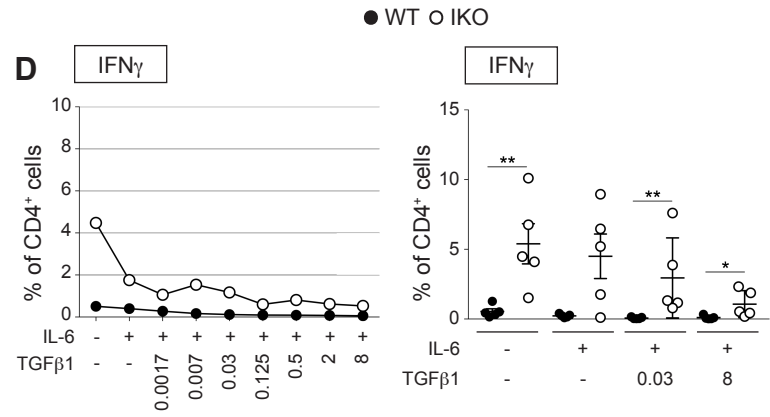 ● WT ○ IKO
D
IFNγ
% of CD4⁺ cells
10
8
6
4
2
0
IL-6 - + + + + + + + +
TGFβ1 - - 0.0017 0.007 0.03 0.125 0.5 2 8
IFNγ
% of CD4⁺ cells
15
10
5
0
** ** *
IL-6 - + + +
TGFβ1 - - 0.03 8